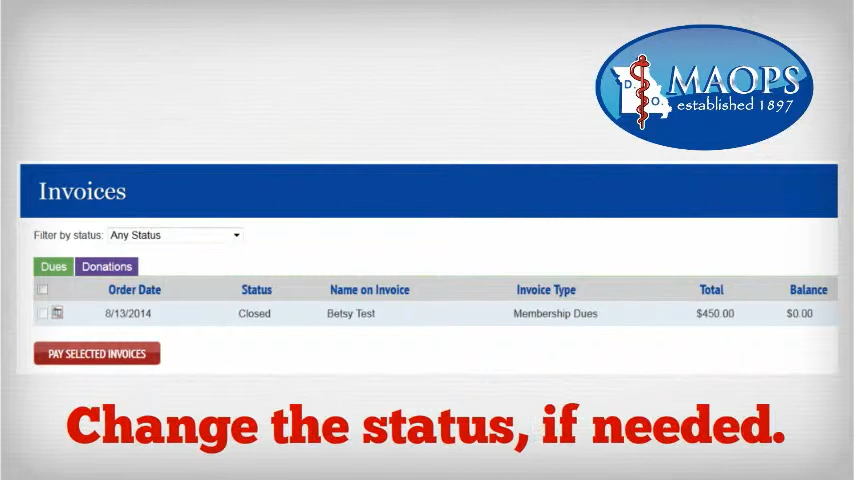 MAOPS
D.
O.
established 1897
Invoices
Filter by status: Any Status
Dues Donations
Order Date Status Name on Invoice Invoice Type Total Balance
8/13/2014 Closed Betsy Test Membership Dues $450.00 $0.00
PAY SELECTED INVOICES
Change the status, if needed.